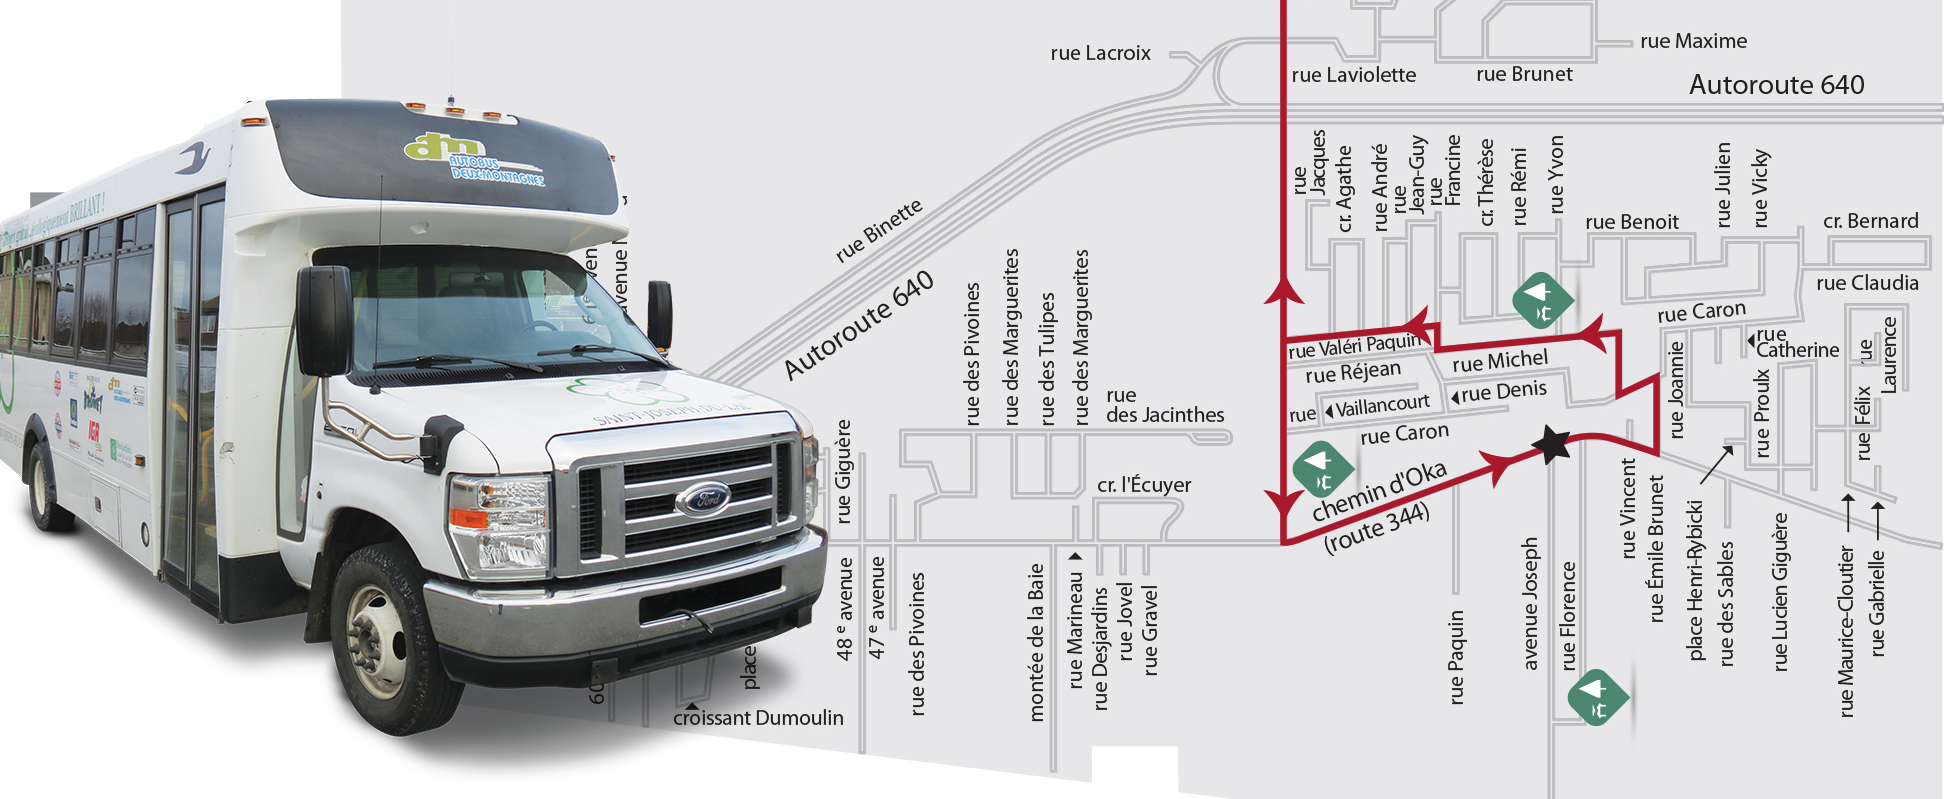 rue Lacroix
rue Laviolette
rue Brunet
rue Maxime
Autoroute 640
dm
AUTOBUS
DEUX-MONTAGNES
BRILLANT !
SAINT-JOSEPH-DU-LAC
Ford
BRUNET
IGA
rue Binette
Autoroute 640
rue
Jacques
cr. Agathe
rue André
rue
Jean-Guy
rue
Francine
cr. Thérèse
rue Rémi
rue Yvon
rue Benoit
rue Julien
rue Vicky
cr. Bernard
rue Claudia
rue Caron
rue
Catherine
rue
Laurence
rue Félix
rue Proulx
rue Joannie
rue Valéri Paquin
rue Michel
rue Réjean
rue Denis
rue Vaillancourt
rue Caron
chemin d'Oka
(route 344)
rue des Pivoines
rue des Marguerites
rue des Tulipes
rue des Marguerites
rue
des Jacinthes
cr. l'Écuyer
rue Giguère
48 e avenue
47 e avenue
rue des Pivoines
montée de la Baie
rue Marineau
rue Desjardins
rue Jovel
rue Gravel
rue Paquin
avenue Joseph
rue Florence
rue Vincent
rue Émile Brunet
place Henri-Rybicki
rue des Sables
rue Lucien Giguère
rue Maurice-Cloutier
rue Gabrielle
avenue
60
place
croissant Dumoulin